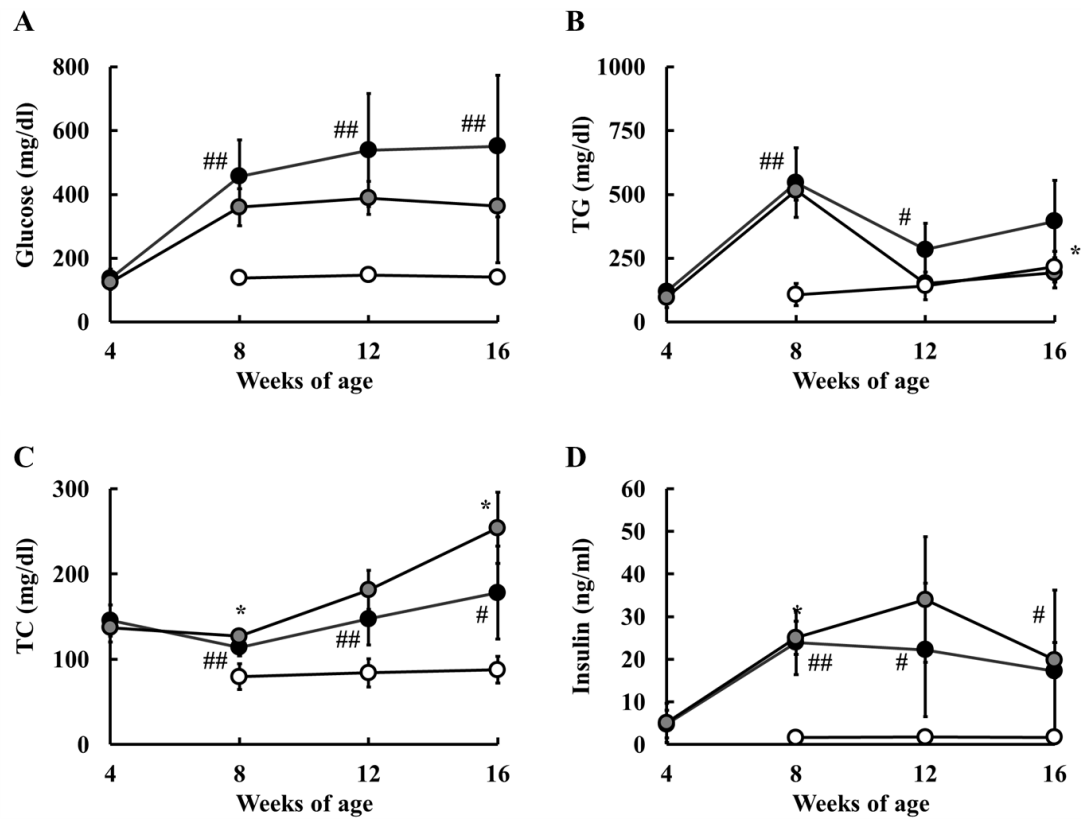 A
Glucose (mg/dl)
800
600
400
200
0
##
##
##
4 8 12 16
Weeks of age
B
TG (mg/dl)
1000
750
500
250
0
##
#
*
4 8 12 16
Weeks of age
C
TC (mg/dl)
300
200
100
0
*
*
##
##
#
4 8 12 16
Weeks of age
D
Insulin (ng/ml)
60
50
40
30
20
10
0
*
#
##
#
4 8 12 16
Weeks of age